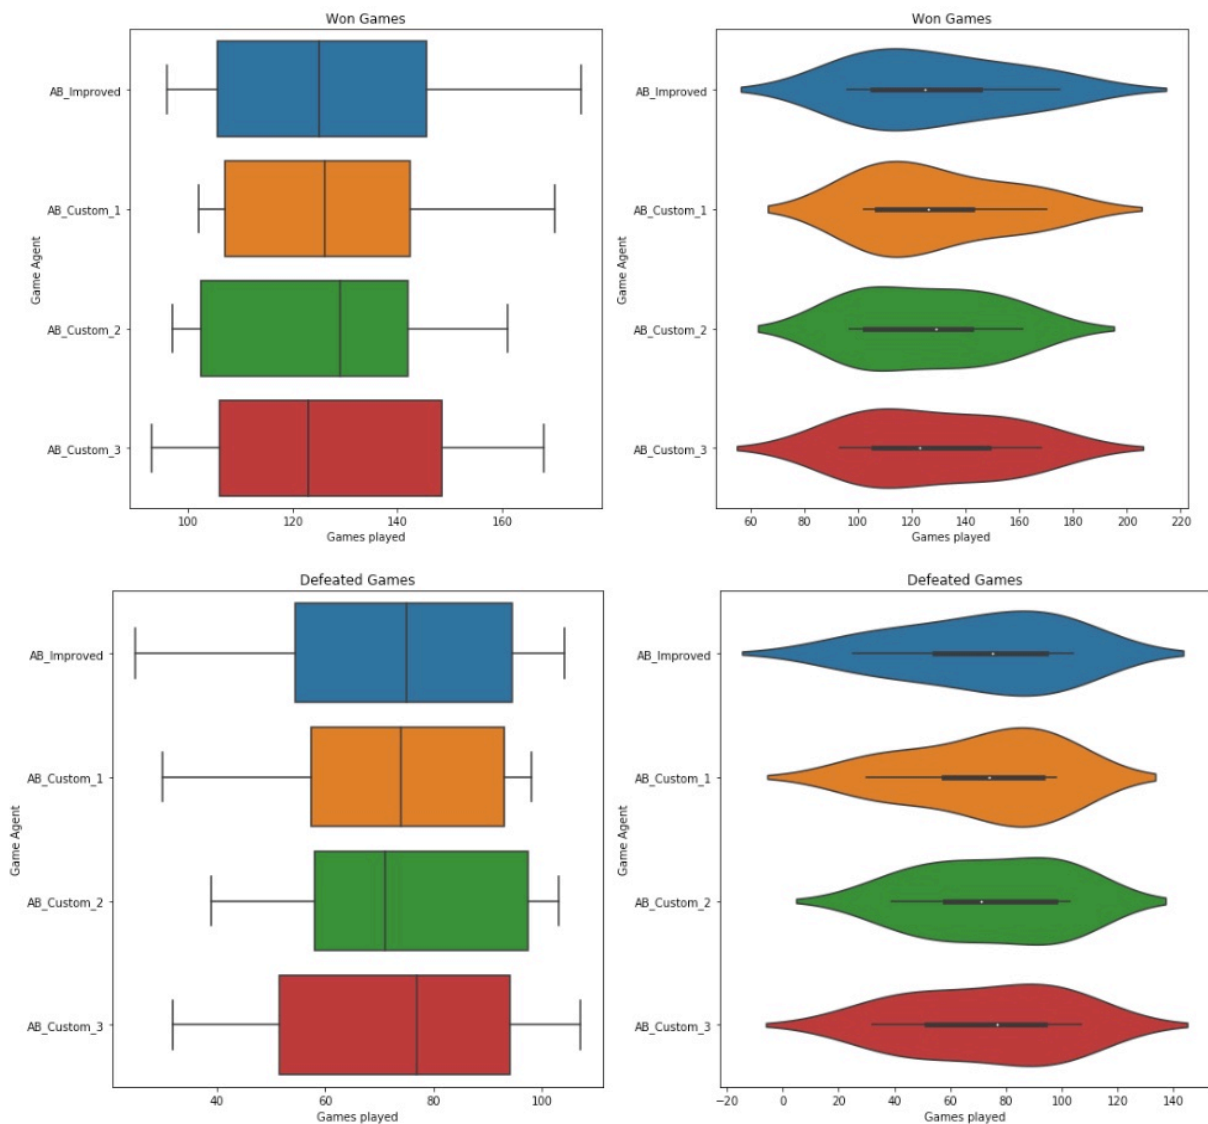 Won Games
AB_Improved
AB_Custom_1
AB_Custom_2
AB_Custom_3
Game Agent
100 120 140 160
Games played
Won Games
AB_Improved
AB_Custom_1
AB_Custom_2
AB_Custom_3
Game Agent
60 80 100 120 140 160 180 200 220
Games played
Defeated Games
AB_Improved
AB_Custom_1
AB_Custom_2
AB_Custom_3
Game Agent
40 60 80 100
Games played
Defeated Games
AB_Improved
AB_Custom_1
AB_Custom_2
AB_Custom_3
Game Agent
−20 0 20 40 60 80 100 120 140
Games played